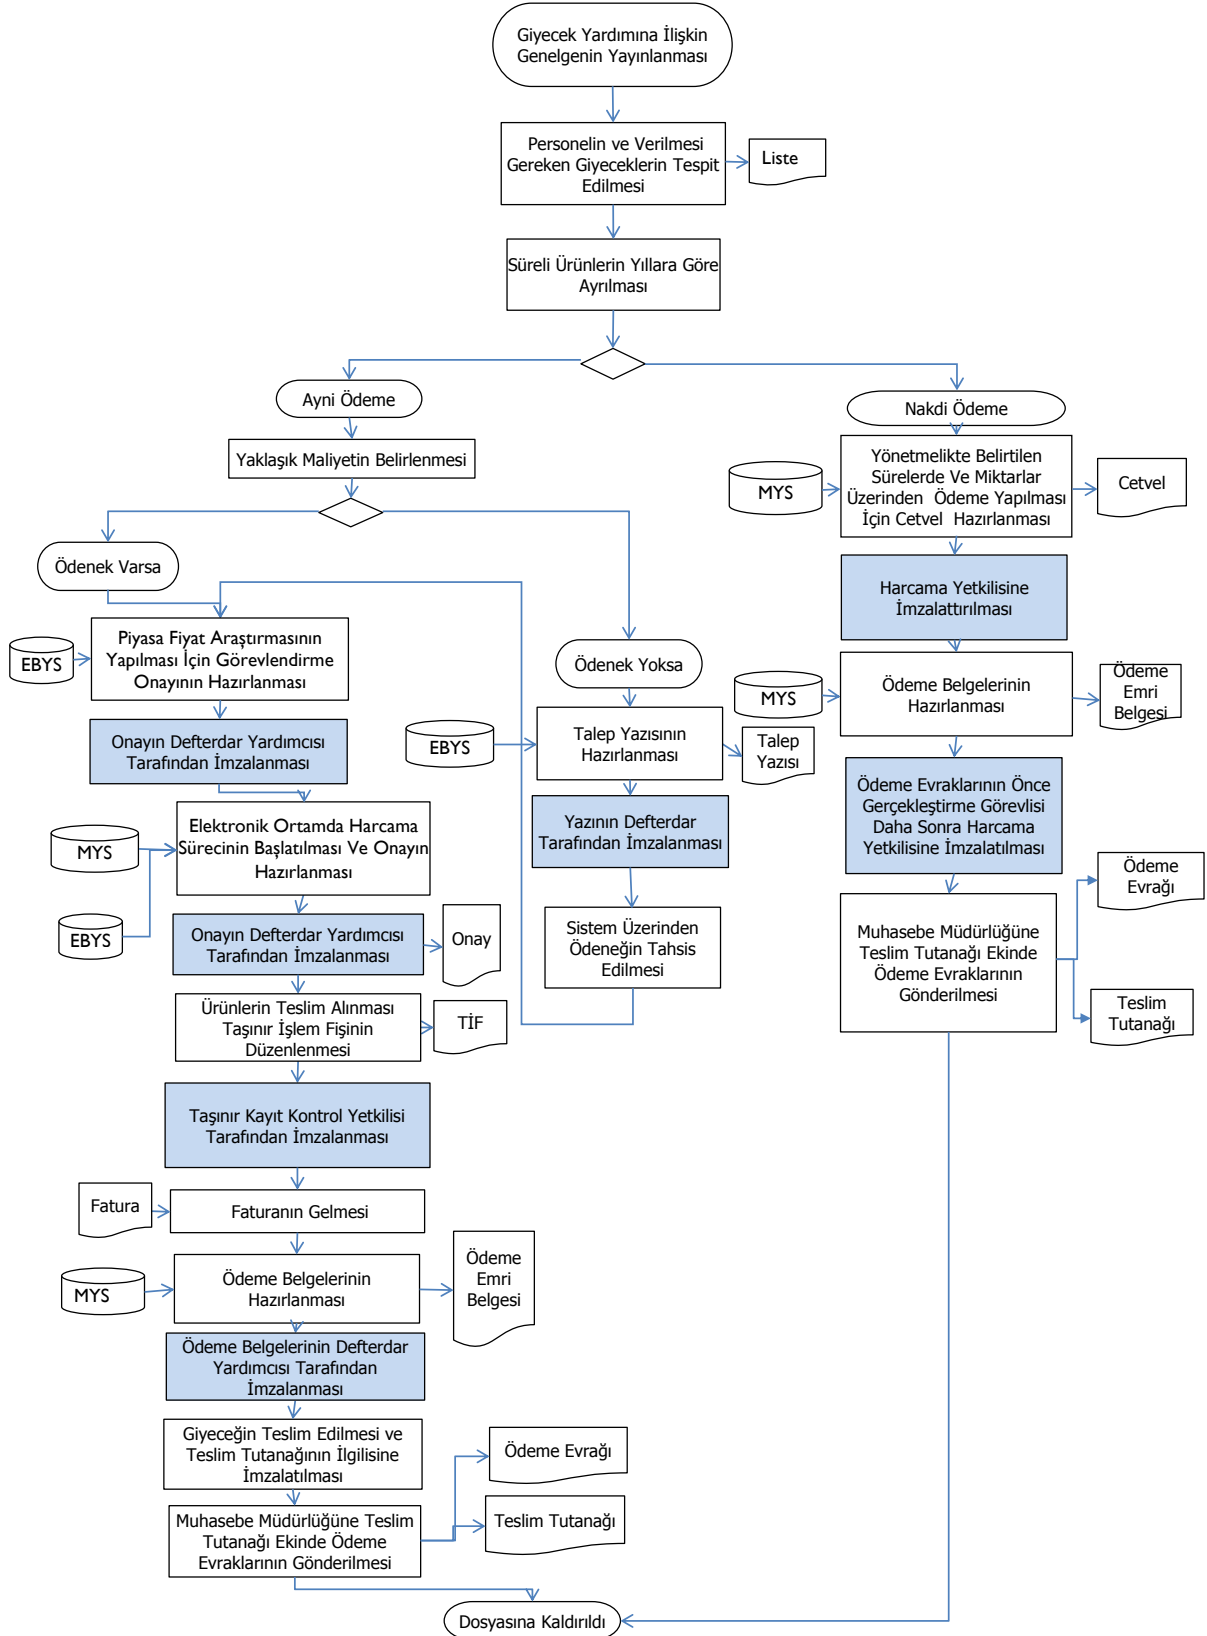 Giyecek Yardımına İlişkin
Genelgenin Yayınlanması
Personelin ve Verilmesi
Gereken Giyeceklerin Tespit
Edilmesi
Liste
Süreli Ürünlerin Yıllara Göre
Ayrılması
Ayni Ödeme
Nakdi Ödeme
Yaklaşık Maliyetin Belirlenmesi
MYS
Yönetmelikte Belirtilen
Sürelerde Ve Miktarlar
Üzerinden Ödeme Yapılması
İçin Cetvel Hazırlanması
Cetvel
Ödenek Varsa
Harcama Yetkilisine
İmzalattırılması
EBYS
Piyasa Fiyat Araştırmasının
Yapılması İçin Görevlendirme
Onayının Hazırlanması
Ödenek Yoksa
MYS
Ödeme Belgelerinin
Hazırlanması
Ödeme
Emri
Belgesi
Onayın Defterdar Yardımcısı
Tarafından İmzalanması
EBYS
Talep Yazısının
Hazırlanması
Talep
Yazısı
Ödeme Evraklarının Önce
Gerçekleştirme Görevlisi
Daha Sonra Harcama
Yetkilisine İmzalatılması
MYS
Elektronik Ortamda Harcama
Sürecinin Başlatılması Ve Onayın
Hazırlanması
Yazının Defterdar
Tarafından İmzalanması
Ödeme
Evrağı
EBYS
Onayın Defterdar Yardımcısı
Tarafından İmzalanması
Onay
Sistem Üzerinden
Ödeneğin Tahsis
Edilmesi
Muhasebe Müdürlüğüne
Teslim Tutanağı Ekinde
Ödeme Evraklarının
Gönderilmesi
Teslim
Tutanağı
Ürünlerin Teslim Alınması
Taşınır İşlem Fişinin
Düzenlenmesi
TİF
Taşınır Kayıt Kontrol Yetkilisi
Tarafından İmzalanması
Fatura
Faturanın Gelmesi
MYS
Ödeme Belgelerinin
Hazırlanması
Ödeme
Emri
Belgesi
Ödeme Belgelerinin Defterdar
Yardımcısı Tarafından
İmzalanması
Giyeceğin Teslim Edilmesi ve
Teslim Tutanağının İlgilisine
İmzalatılması
Ödeme Evrağı
Muhasebe Müdürlüğüne Teslim
Tutanağı Ekinde Ödeme
Evraklarının Gönderilmesi
Teslim Tutanağı
Dosyasına Kaldırıldı